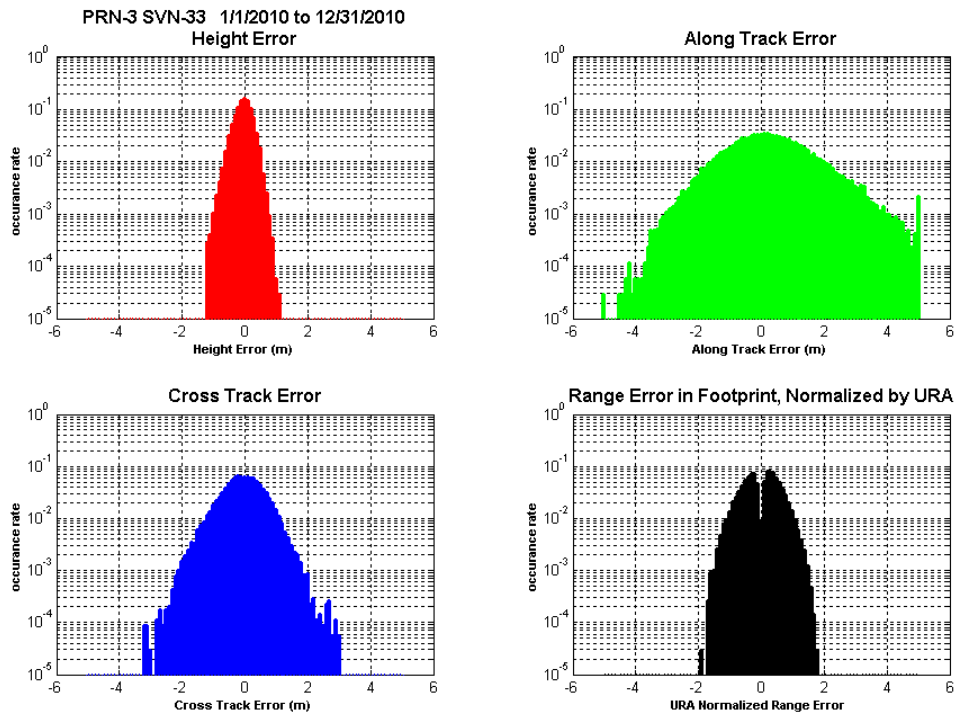 PRN-3 SVN-33 1/1/2010 to 12/31/2010
Height Error
10^0
10^-1
10^-2
10^-3
10^-4
10^-5
occurance rate
-6 -4 -2 0 2 4 6
Height Error (m)
Along Track Error
10^0
10^-1
10^-2
10^-3
10^-4
10^-5
occurance rate
-6 -4 -2 0 2 4 6
Along Track Error (m)
Cross Track Error
10^0
10^-1
10^-2
10^-3
10^-4
10^-5
occurance rate
-6 -4 -2 0 2 4 6
Cross Track Error (m)
Range Error in Footprint, Normalized by URA
10^0
10^-1
10^-2
10^-3
10^-4
10^-5
occurance rate
-6 -4 -2 0 2 4 6
URA Normalized Range Error